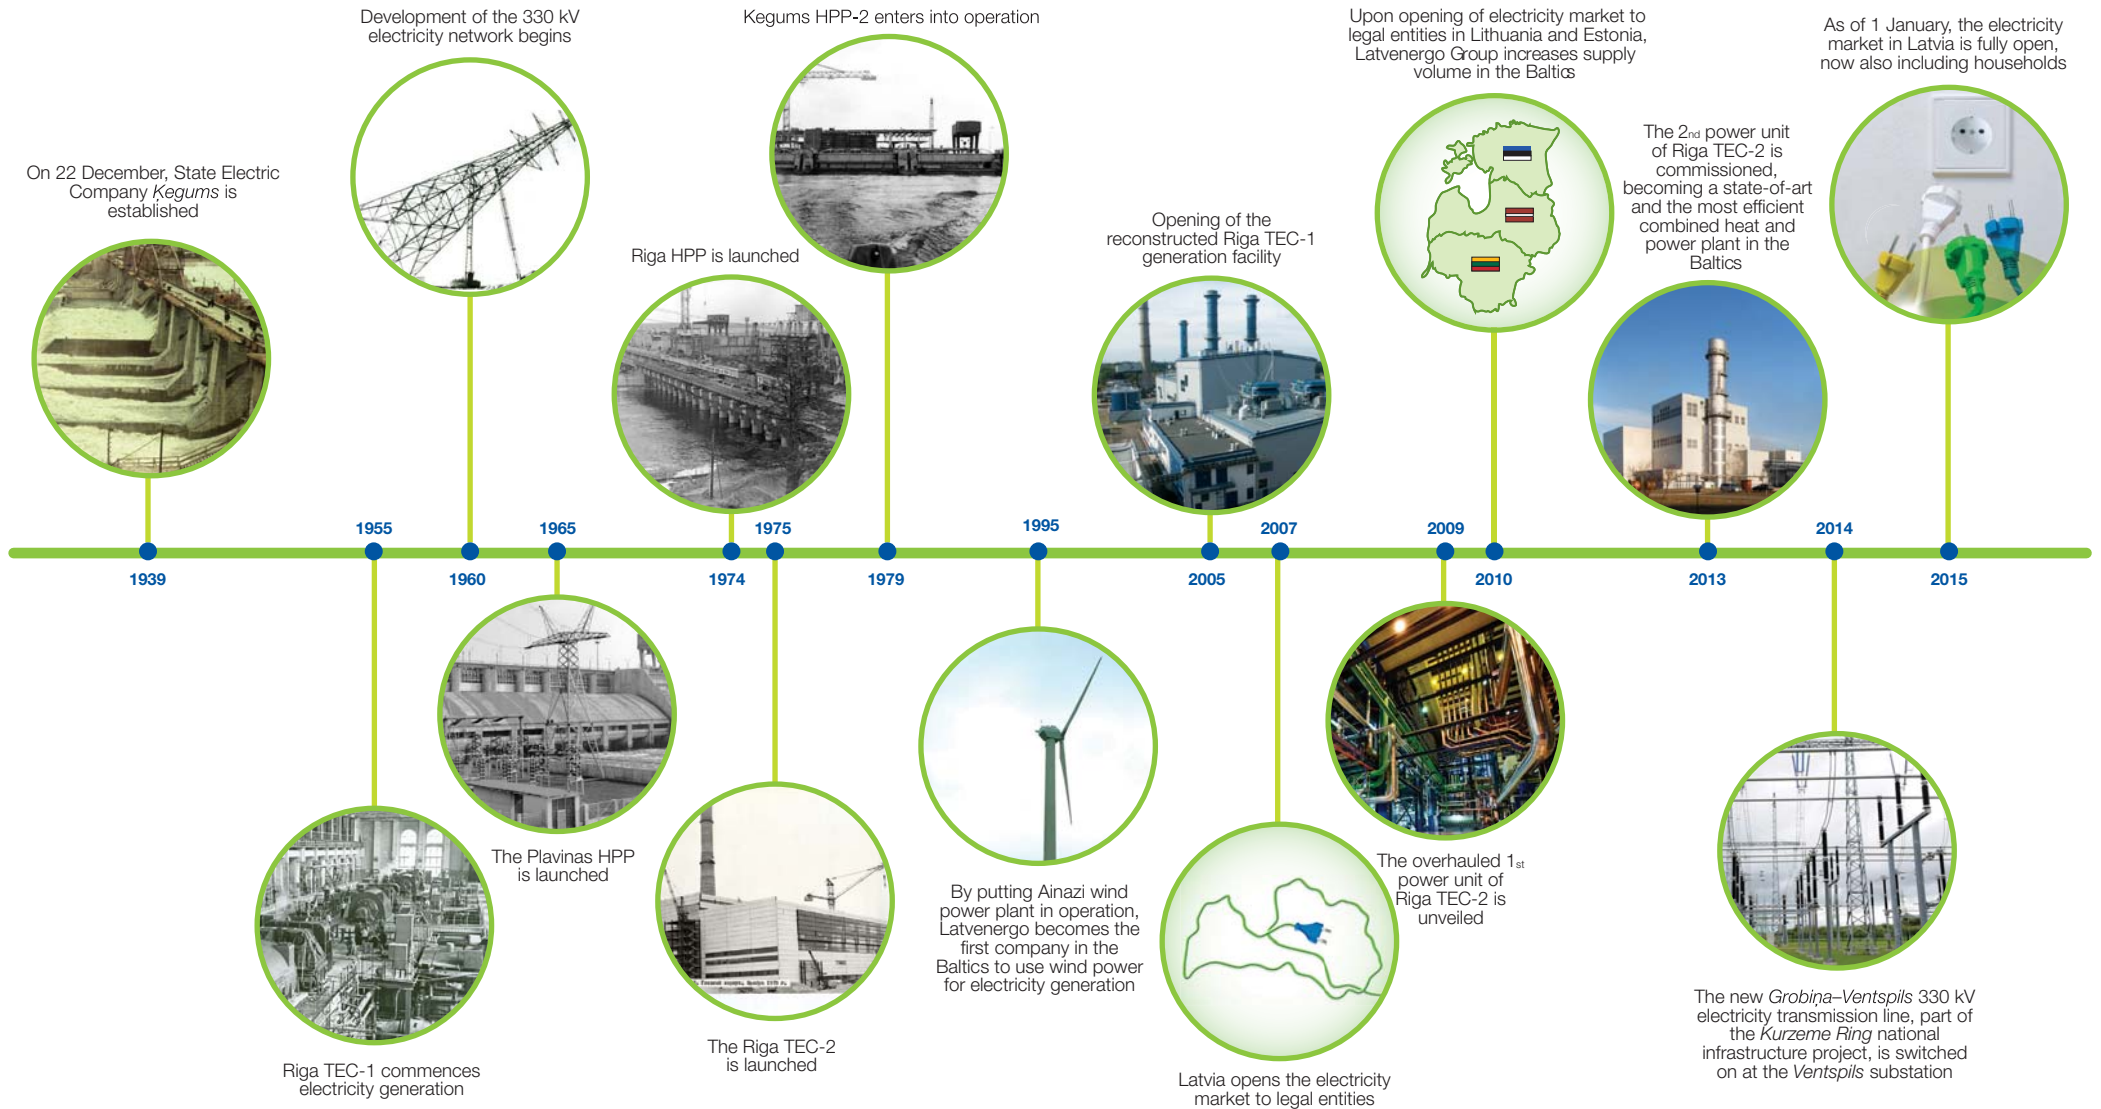 On 22 December, State Electric
Company Ķegums is
established
1939
1955
Riga TEC-1 commences
electricity generation
Development of the 330 kV
electricity network begins
1960
1965
The Plavinas HPP
is launched
Riga HPP is launched
1974
1975
The Riga TEC-2
is launched
Kegums HPP-2 enters into operation
1979
1995
By putting Ainazi wind
power plant in operation,
Latvenergo becomes the
first company in the
Baltics to use wind power
for electricity generation
Opening of the
reconstructed Riga TEC-1
generation facility
2005
2007
Latvia opens the electricity
market to legal entities
2009
The overhauled 1st
power unit of
Riga TEC-2 is
unveiled
Upon opening of electricity market to
legal entities in Lithuania and Estonia,
Latvenergo Group increases supply
volume in the Baltics
2010
The 2nd power unit
of Riga TEC-2 is
commissioned,
becoming a state-of-art
and the most efficient
combined heat and
power plant in the
Baltics
2013
2014
The new Grobiņa–Ventspils 330 kV
electricity transmission line, part of
the Kurzeme Ring national
infrastructure project, is switched
on at the Ventspils substation
As of 1 January, the electricity
market in Latvia is fully open,
now also including households
2015